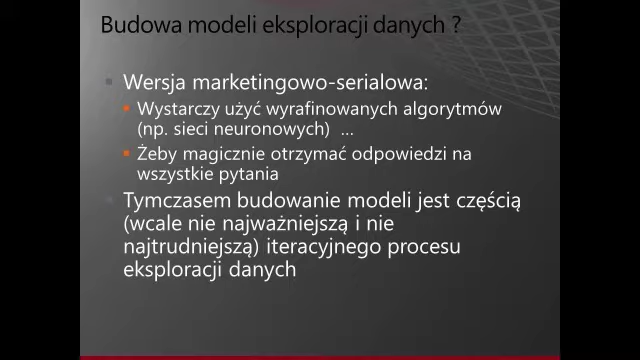 Budowa modeli eksploracji danych ?
Wersja marketingowo-serialowa:
Wystarczy użyć wyrafinowanych algorytmów
(np. sieci neuronowych) ...
Żeby magicznie otrzymać odpowiedzi na
wszystkie pytania
Tymczasem budowanie modeli jest częścią
(wcale nie najważniejszą i nie
najtrudniejszą) iteracyjnego procesu
eksploracji danych